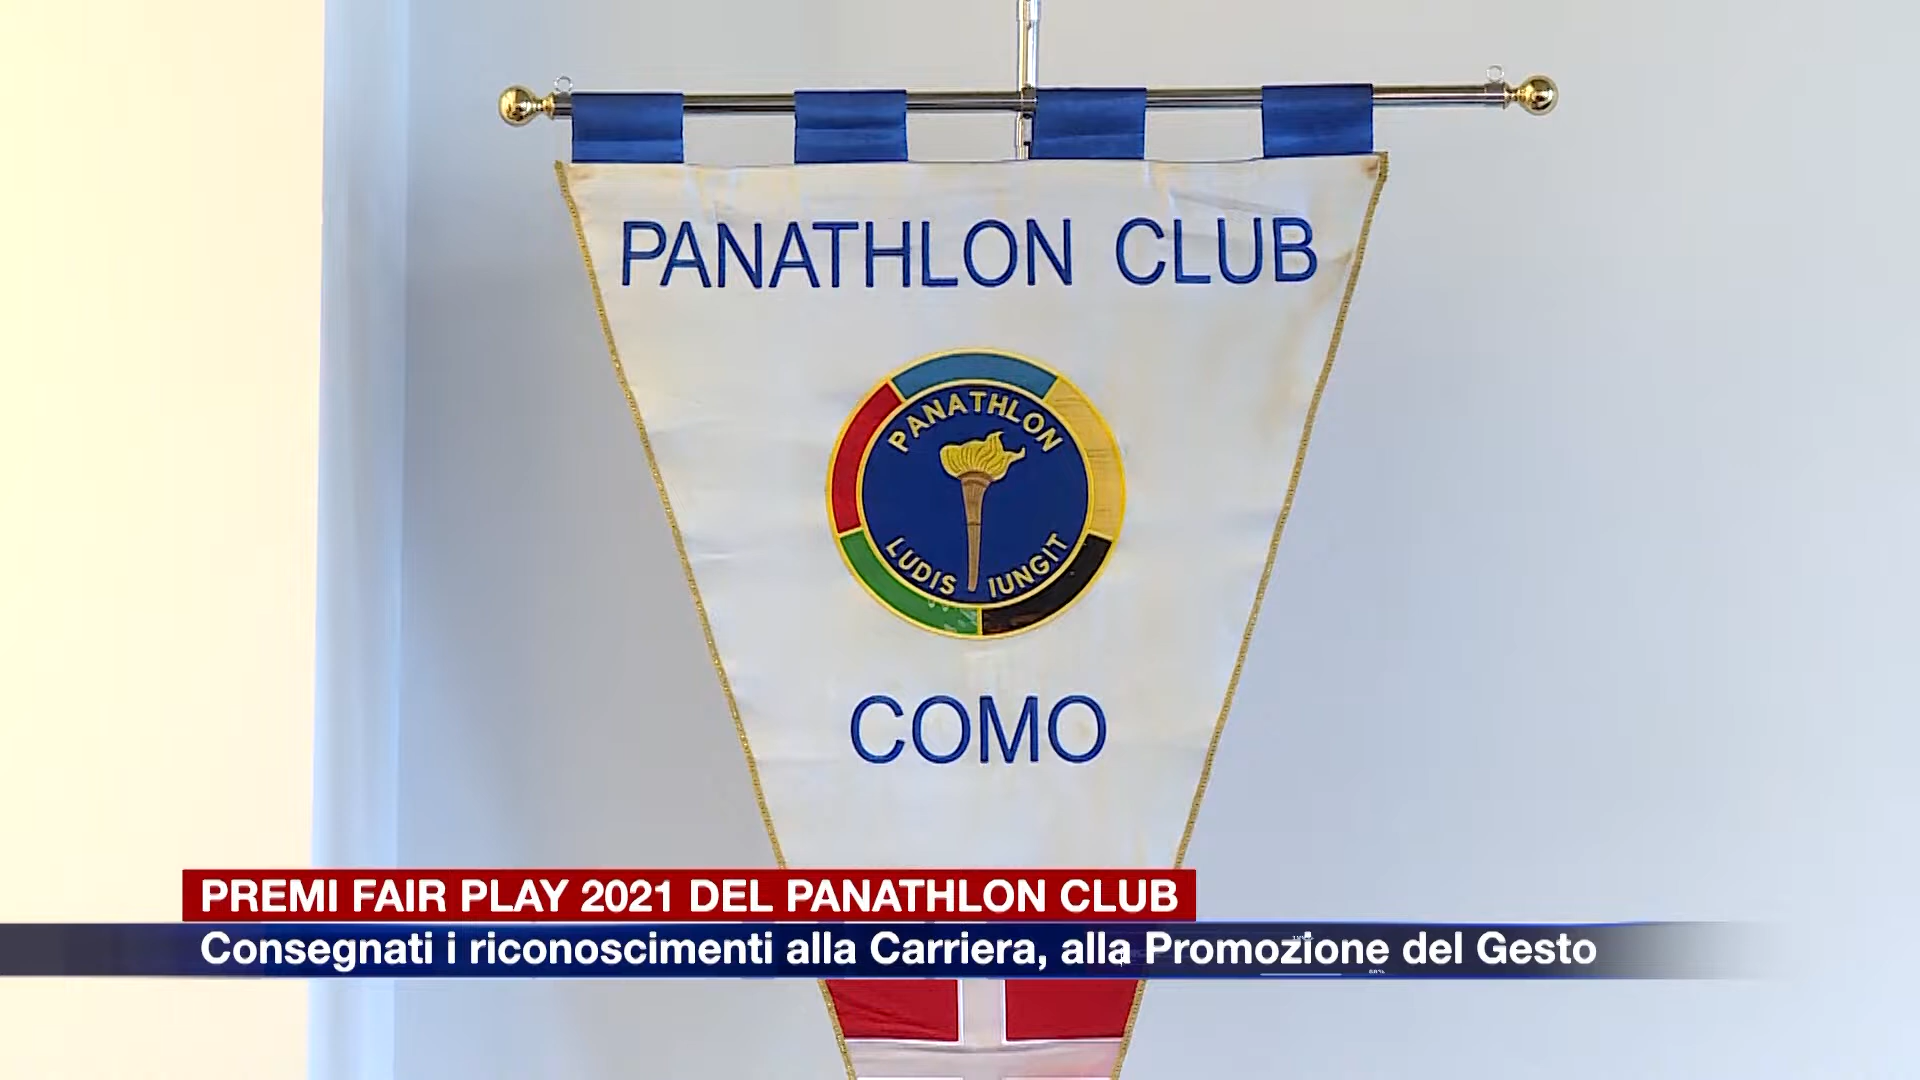 PANATHLON CLUB
PANATHLON
LUDIS IUNGIT
COMO
PREMI FAIR PLAY 2021 DEL PANATHLON CLUB
Consegnati i riconoscimenti alla Carriera, alla Promozione del Gesto